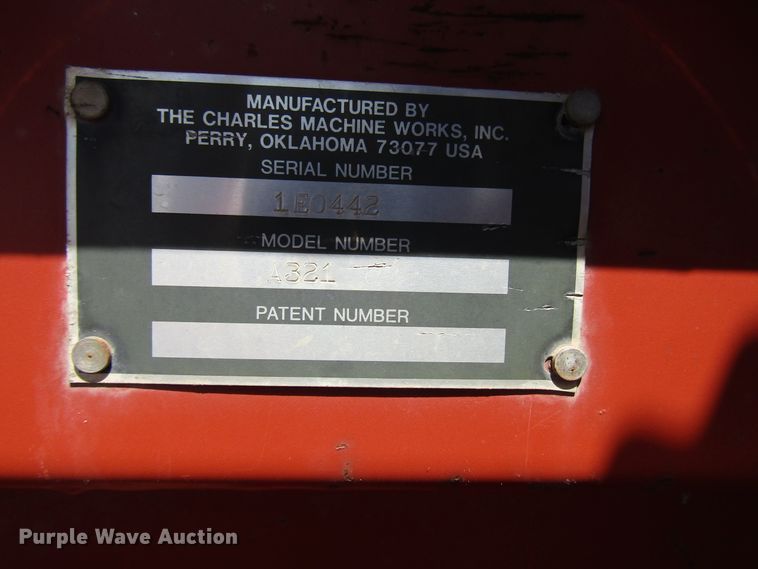 MANUFACTURED BY
THE CHARLES MACHINE WORKS, INC.
PERRY, OKLAHOMA 73077 USA
SERIAL NUMBER
1E0442
MODEL NUMBER
A321
PATENT NUMBER
Purple Wave Auction